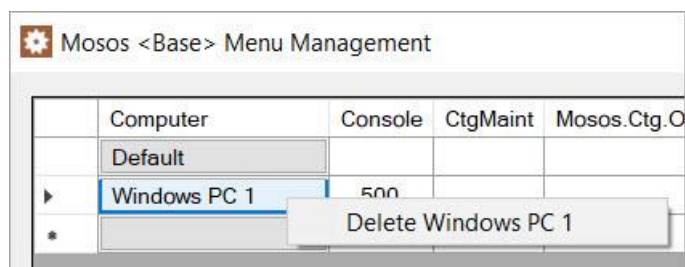 Mosos <Base> Menu Management
Computer Console CtgMaint Mosos.Ctg.O
Default
Windows PC 1 500
Delete Windows PC 1